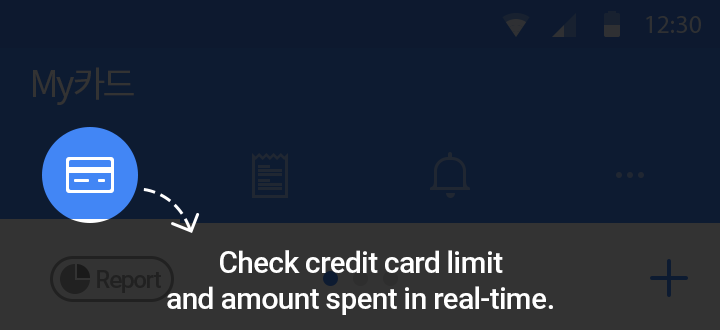 12:30
My카드
Report
Check credit card limit
and amount spent in real-time.